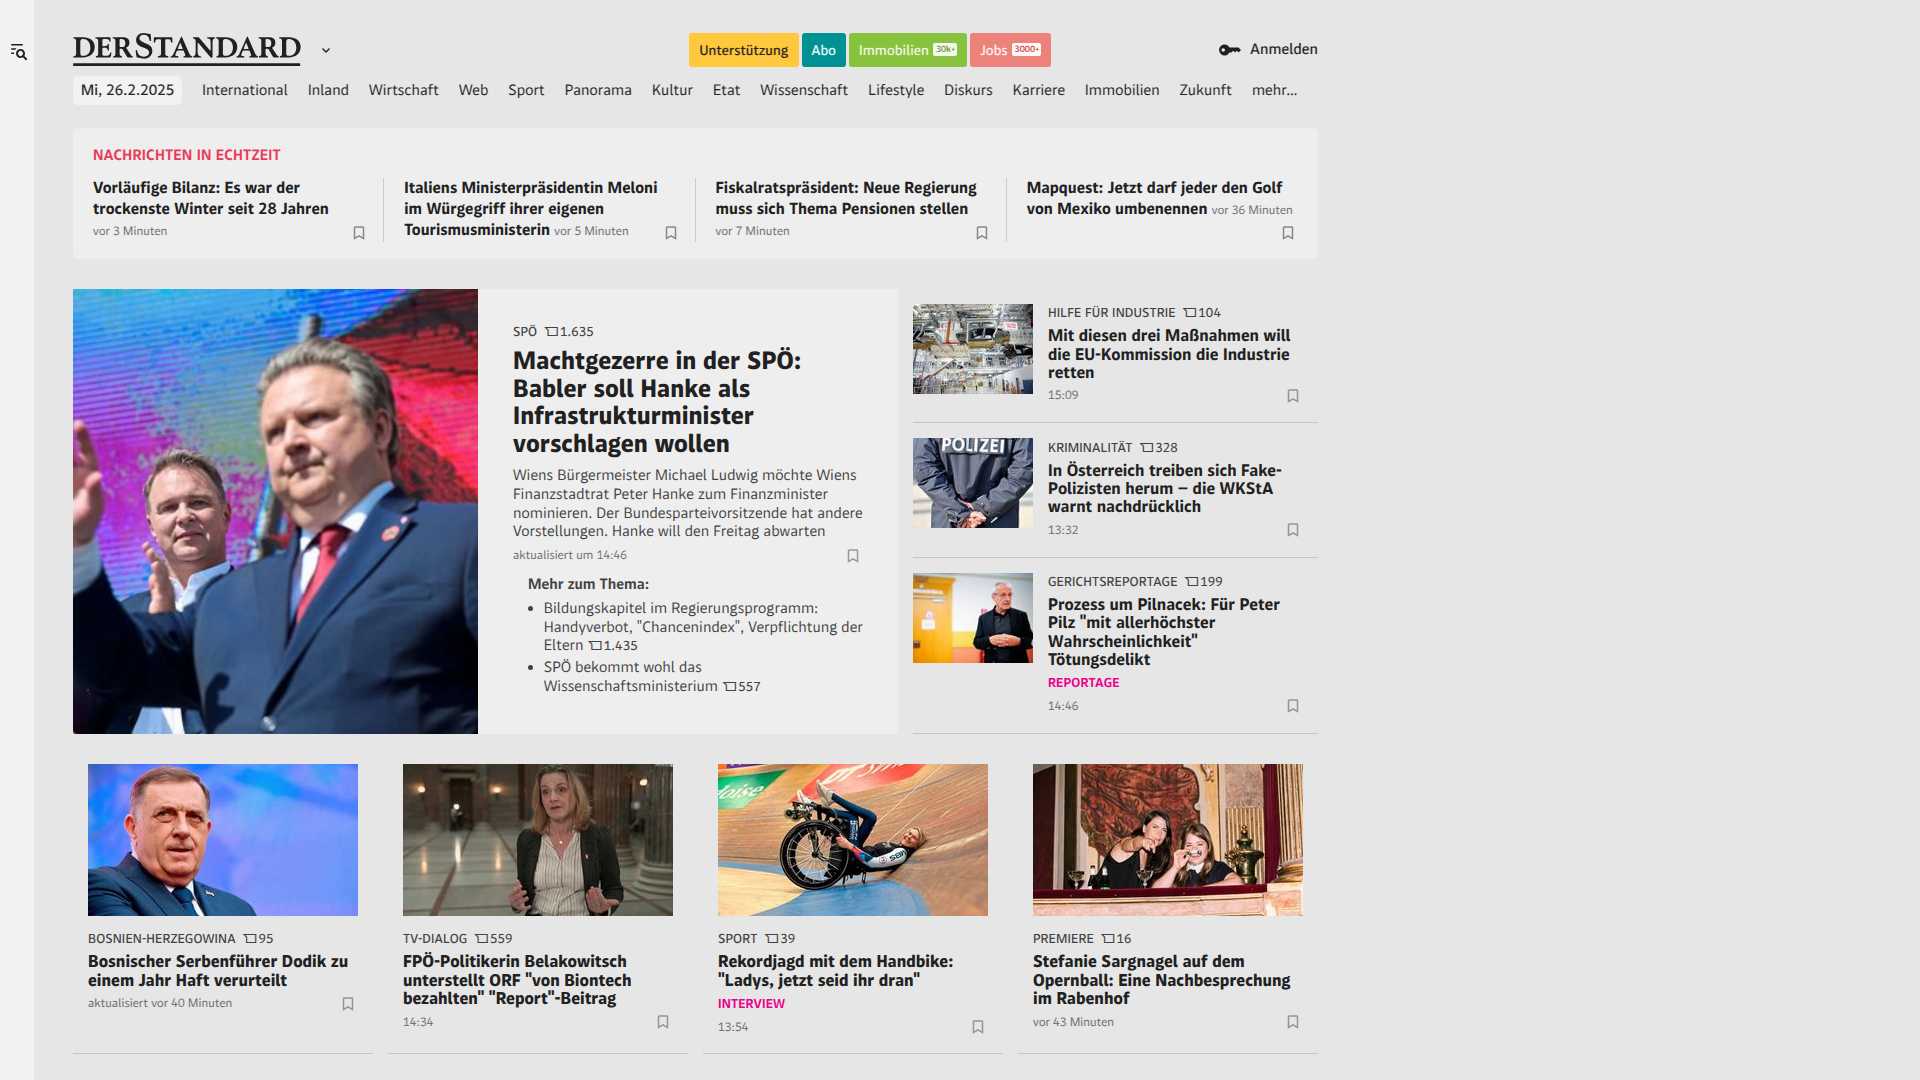 DERSTANDARD
Unterstützung
Abo
Immobilien 30k+
Jobs 3000+
Anmelden
Mi, 26.2.2025
International
Inland
Wirtschaft
Web
Sport
Panorama
Kultur
Etat
Wissenschaft
Lifestyle
Diskurs
Karriere
Immobilien
Zukunft
mehr...
NACHRICHTEN IN ECHTZEIT
Vorläufige Bilanz: Es war der
trockenste Winter seit 28 Jahren
vor 3 Minuten
Italiens Ministerpräsidentin Meloni
im Würgegriff ihrer eigenen
Tourismusministerin vor 5 Minuten
Fiskalratspräsident: Neue Regierung
muss sich Thema Pensionen stellen
vor 7 Minuten
Mapquest: Jetzt darf jeder den Golf
von Mexiko umbenennen vor 36 Minuten
SPÖ 1.635
Machtgezerre in der SPÖ:
Babler soll Hanke als
Infrastrukturminister
vorschlagen wollen
Wiens Bürgermeister Michael Ludwig möchte Wiens
Finanzstadtrat Peter Hanke zum Finanzminister
nominieren. Der Bundesparteivorsitzende hat andere
Vorstellungen. Hanke will den Freitag abwarten
aktualisiert um 14:46
Mehr zum Thema:
• Bildungskapitel im Regierungsprogramm:
Handyverbot, "Chancenindex", Verpflichtung der
Eltern 1.435
• SPÖ bekommt wohl das
Wissenschaftsministerium 557
HILFE FÜR INDUSTRIE 104
Mit diesen drei Maßnahmen will
die EU-Kommission die Industrie
retten
15:09
POLIZEI
KRIMINALITÄT 328
In Österreich treiben sich Fake-
Polizisten herum – die WKStA
warnt nachdrücklich
13:32
GERICHTSREPORTAGE 199
Prozess um Pilnacek: Für Peter
Pilz "mit allerhöchster
Wahrscheinlichkeit"
Tötungsdelikt
REPORTAGE
14:46
BOSNIEN-HERZEGOWINA 95
Bosnischer Serbenführer Dodik zu
einem Jahr Haft verurteilt
aktualisiert vor 40 Minuten
TV-DIALOG 559
FPÖ-Politikerin Belakowitsch
unterstellt ORF "von Biontech
bezahlten" "Report"-Beitrag
14:34
SPORT 39
Rekordjagd mit dem Handbike:
"Ladys, jetzt seid ihr dran"
INTERVIEW
13:54
PREMIERE 16
Stefanie Sargnagel auf dem
Opernball: Eine Nachbesprechung
im Rabenhof
vor 43 Minuten